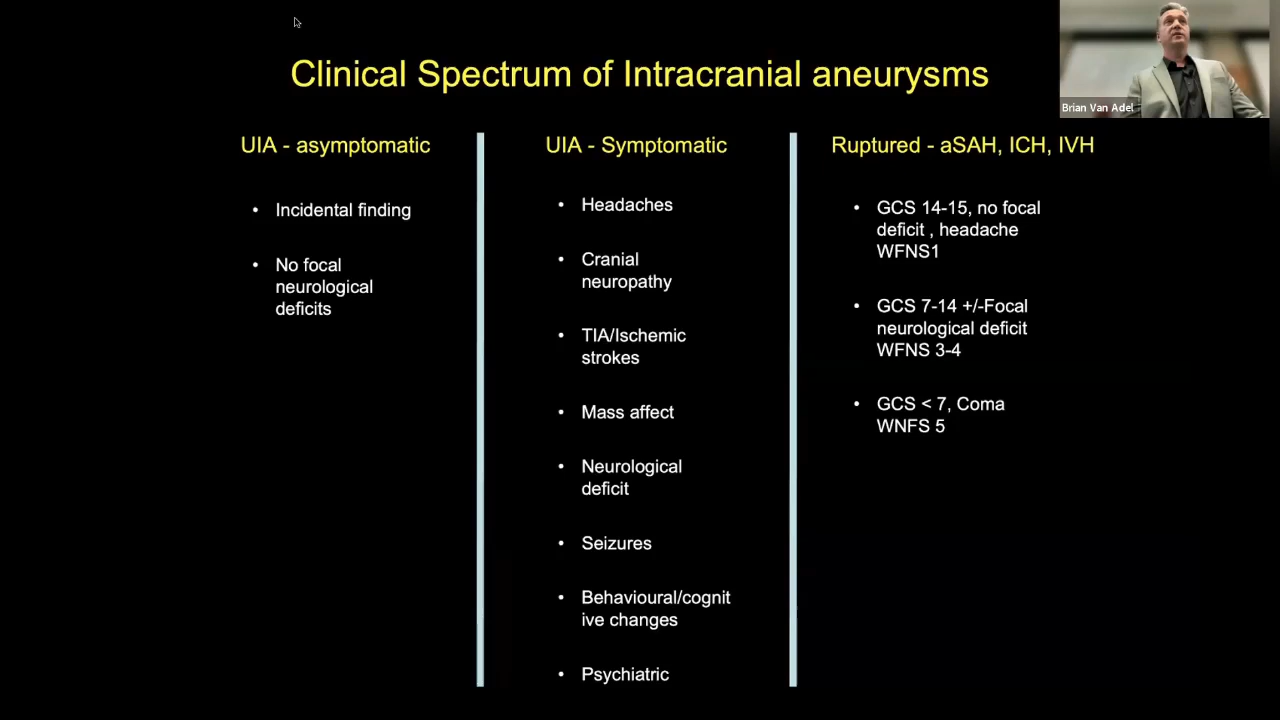 Clinical Spectrum of Intracranial aneurysms
Brian Van Adel
UIA - asymptomatic
• Incidental finding
• No focal
neurological
deficits
UIA - Symptomatic
• Headaches
• Cranial
neuropathy
• TIA/Ischemic
strokes
• Mass affect
• Neurological
deficit
• Seizures
• Behavioural/cognit
ive changes
• Psychiatric
Ruptured - aSAH, ICH, IVH
• GCS 14-15, no focal
deficit , headache
WFNS1
• GCS 7-14 +/-Focal
neurological deficit
WFNS 3-4
• GCS < 7, Coma
WNFS 5